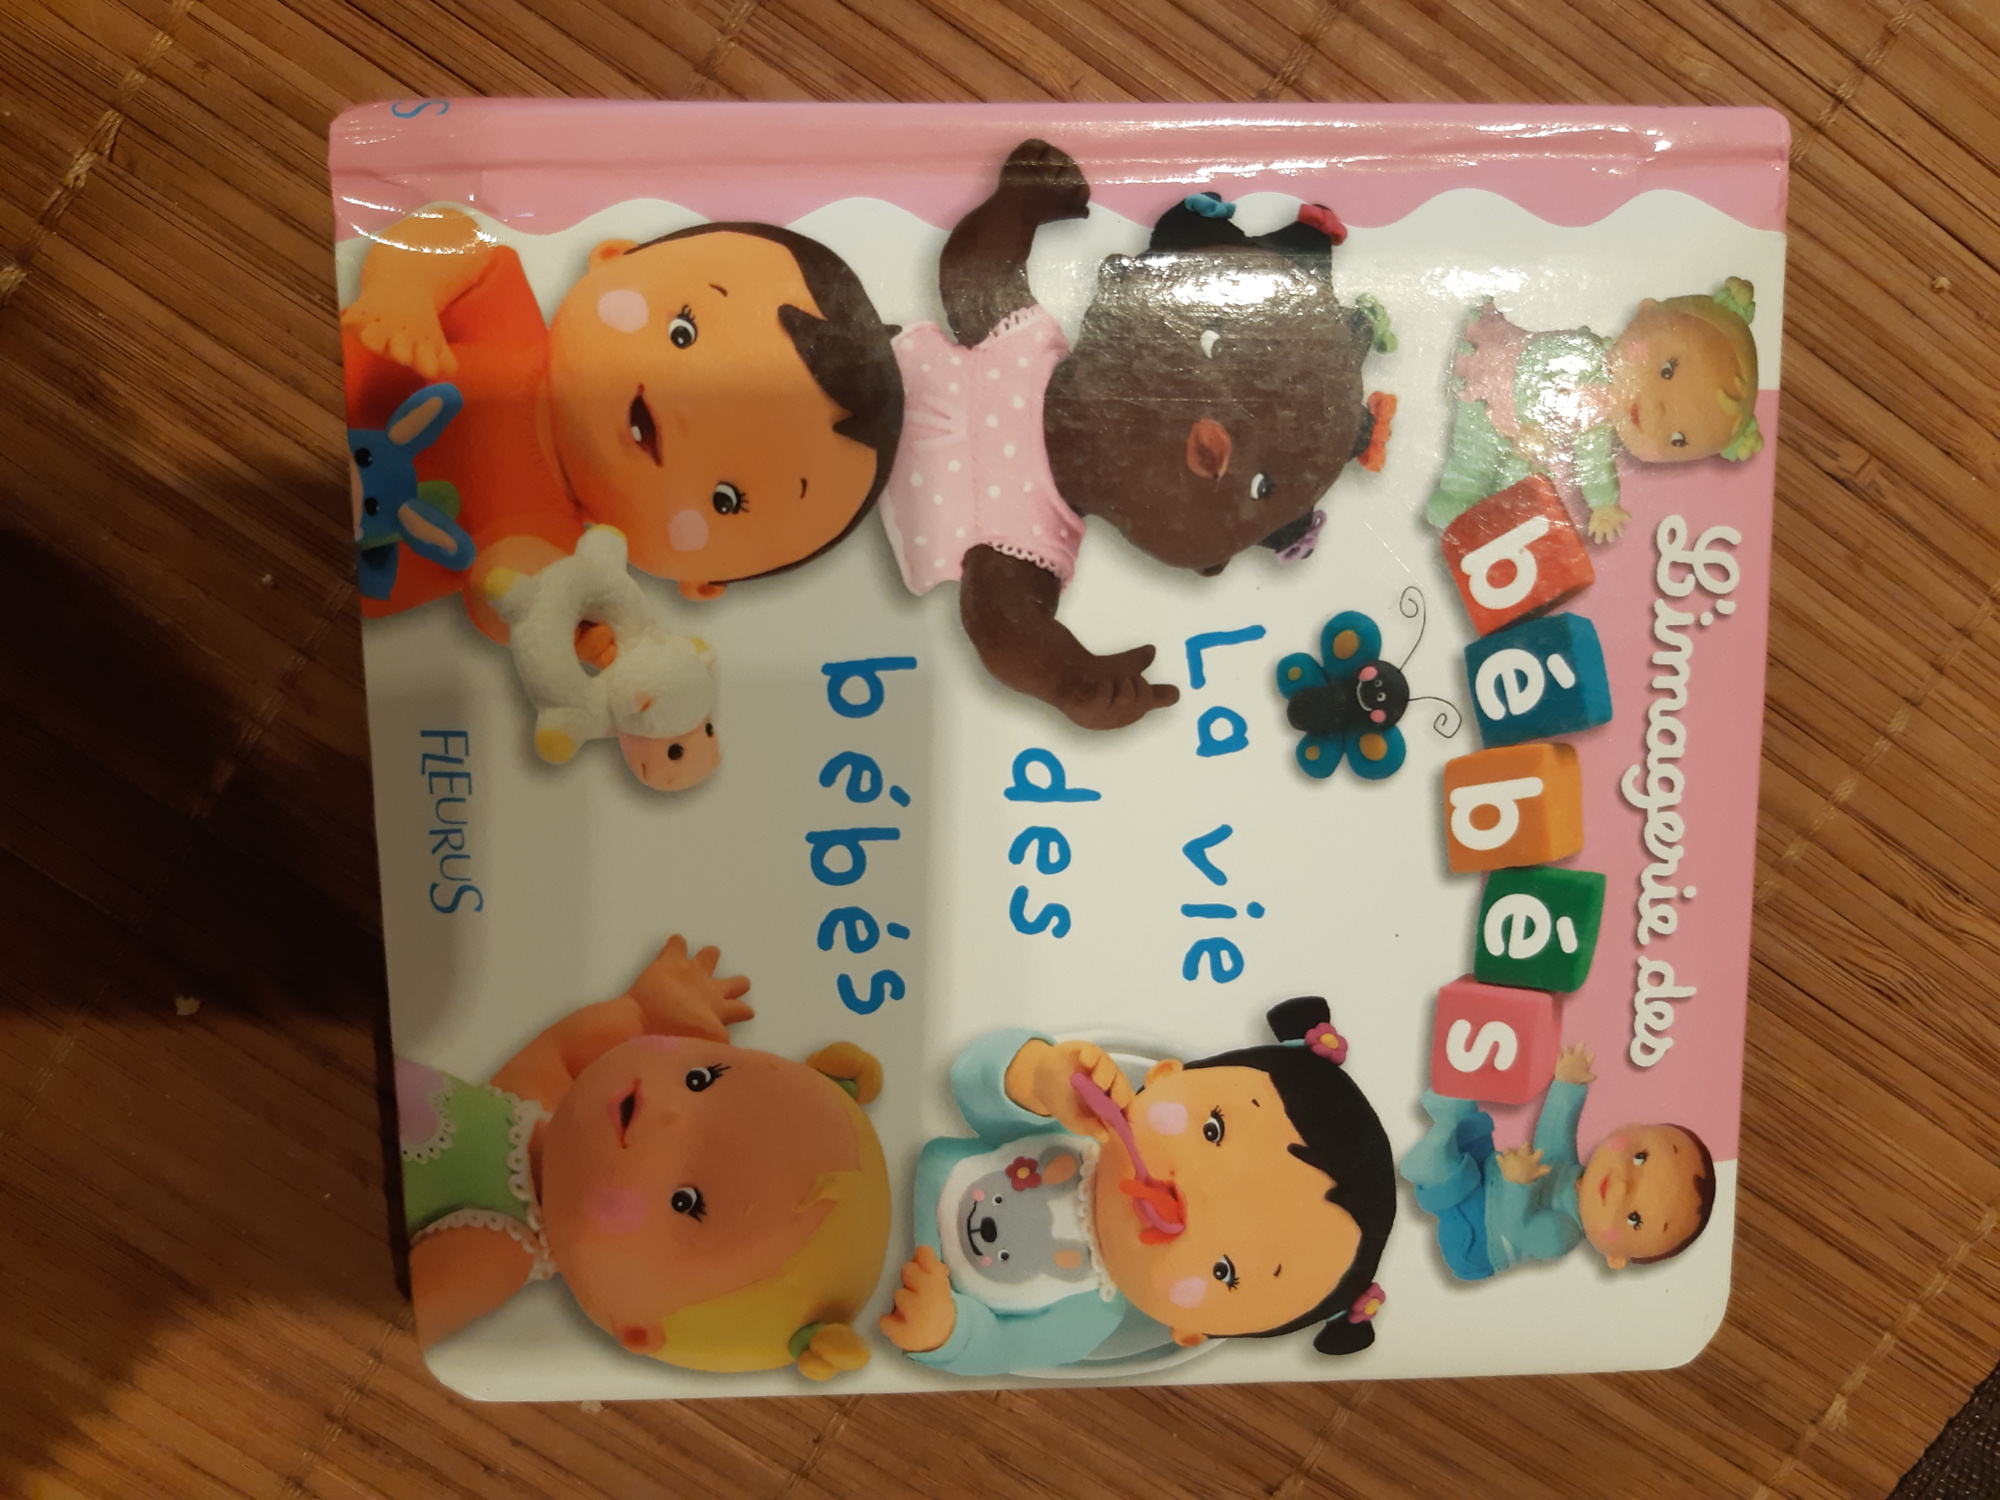 L'imagerie des
bébés
La vie
des
bébés
FLEURUS
S